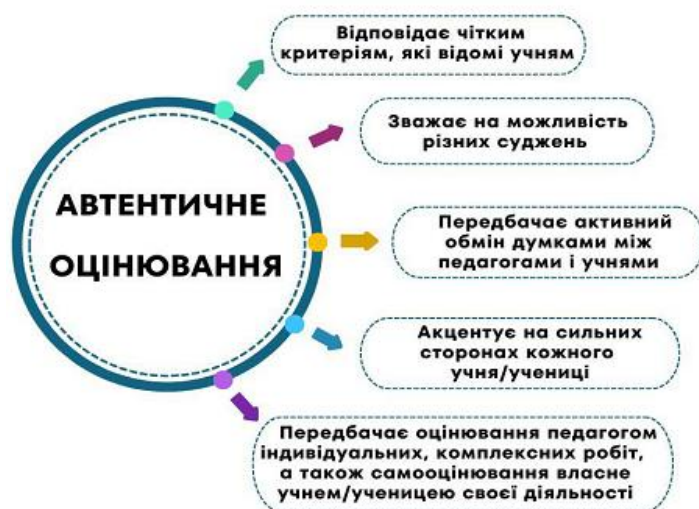 АВТЕНТИЧНЕ
ОЦІНЮВАННЯ
Відповідає чітким
критеріям, які відомі учням
Зважає на можливість
різних суджень
Передбачає активний
обмін думками між
педагогами і учнями
Акцентує на сильних
сторонах кожного
учня/учениці
Передбачає оцінювання педагогом
індивідуальних, комплексних робіт,
а також самооцінювання власне
учнем/ученицею своєї діяльності